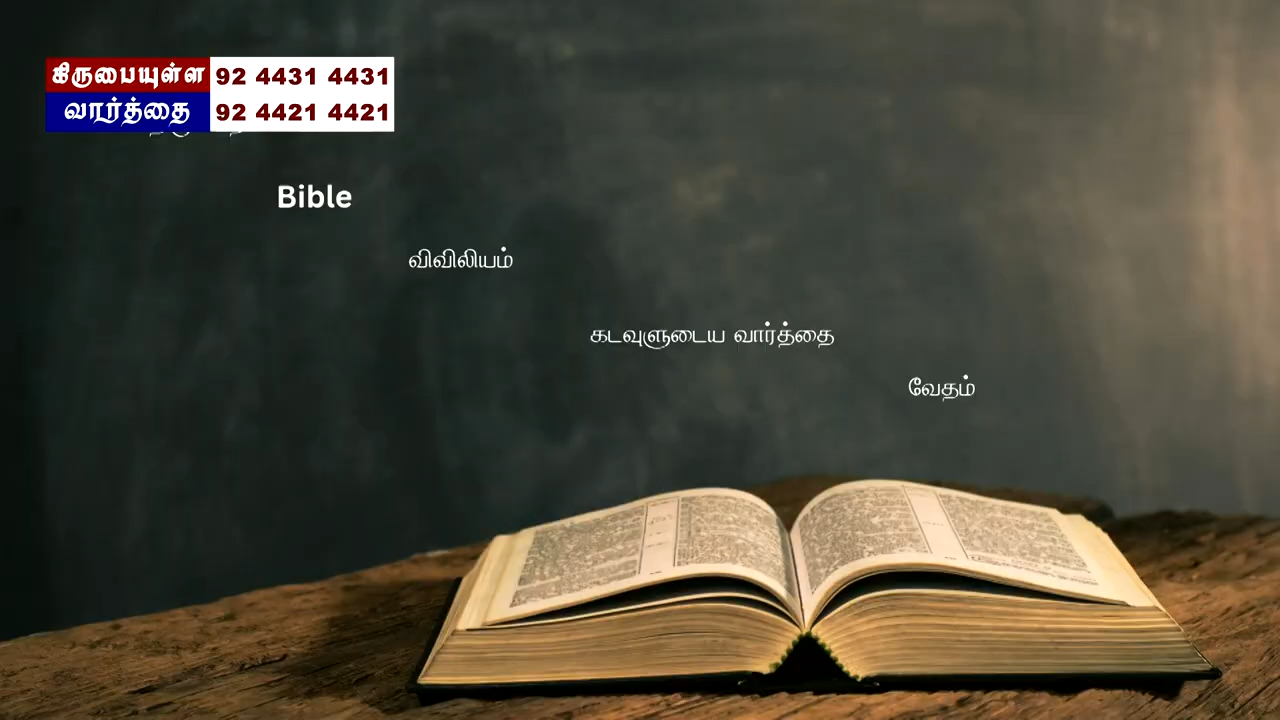 கிருபையுள்ள 92 4431 4431
வார்த்தை 92 4421 4421
Bible
விவிலியம்
கடவுளுடைய வார்த்தை
வேதம்